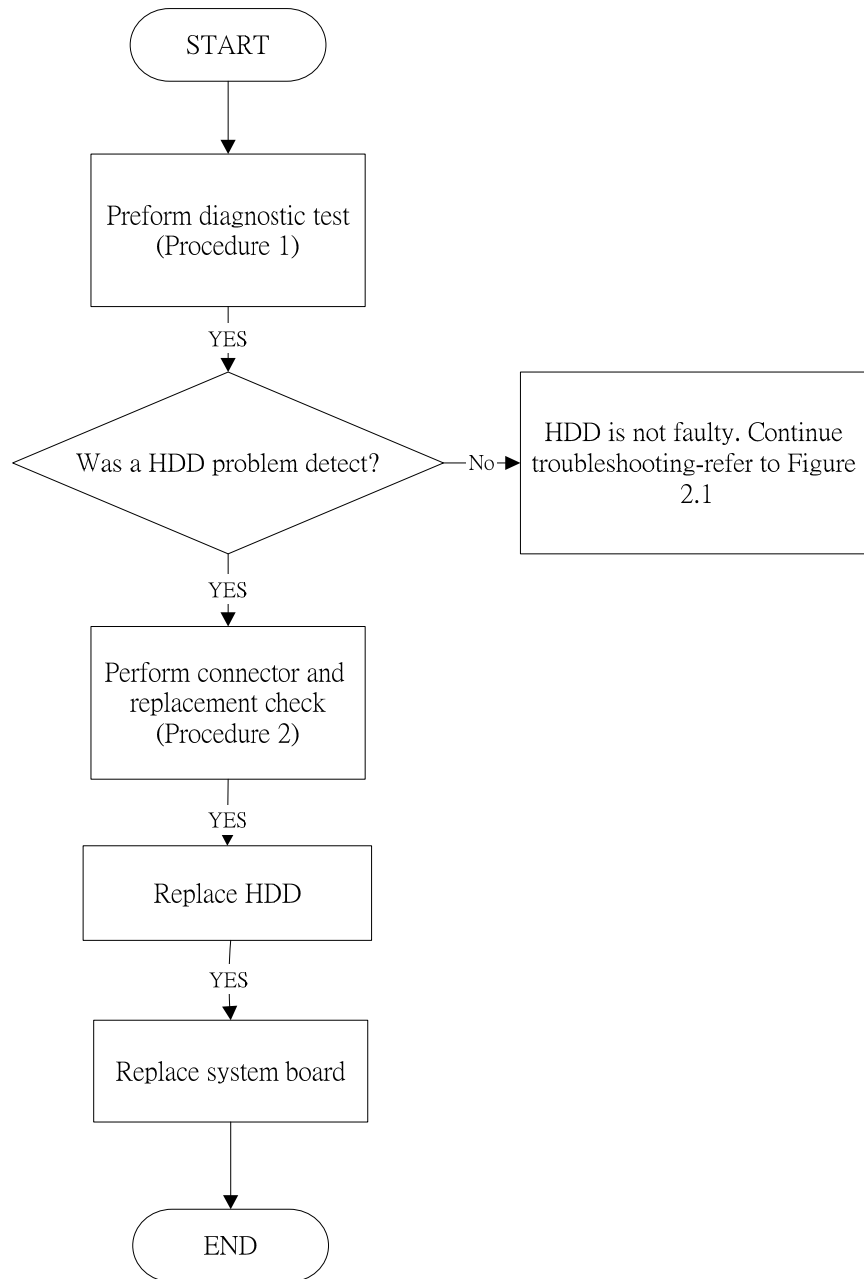 START
Preform diagnostic test
(Procedure 1)
YES
Was a HDD problem detect?
No
HDD is not faulty. Continue
troubleshooting-refer to Figure
2.1
YES
Perform connector and
replacement check
(Procedure 2)
YES
Replace HDD
YES
Replace system board
END